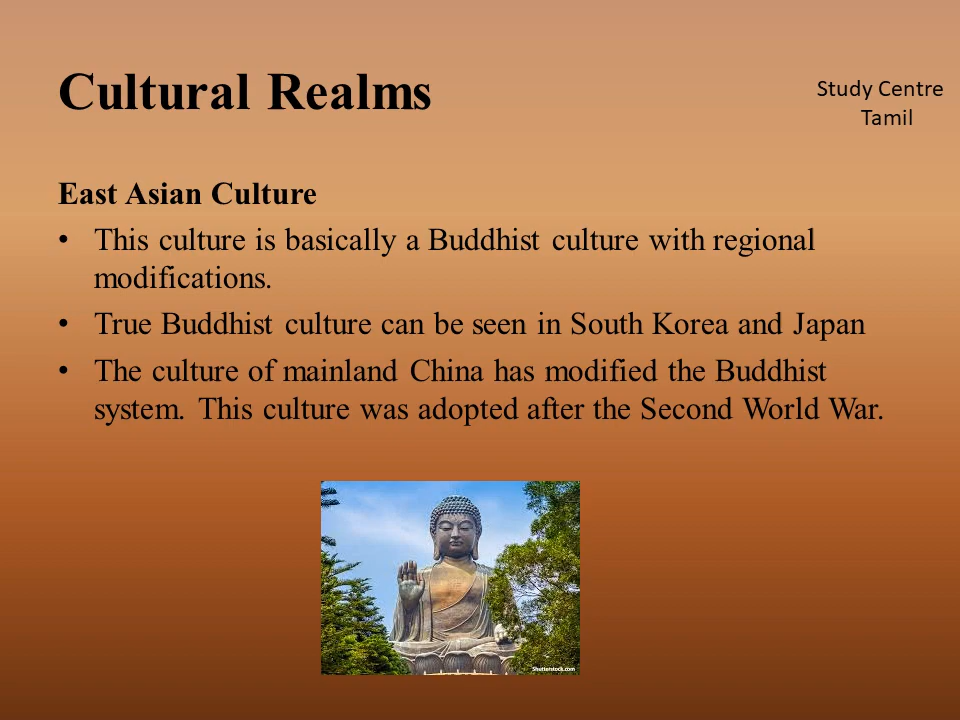 Cultural Realms
Study Centre
Tamil
East Asian Culture
• This culture is basically a Buddhist culture with regional
modifications.
• True Buddhist culture can be seen in South Korea and Japan
• The culture of mainland China has modified the Buddhist
system. This culture was adopted after the Second World War.
Shutterstock.com